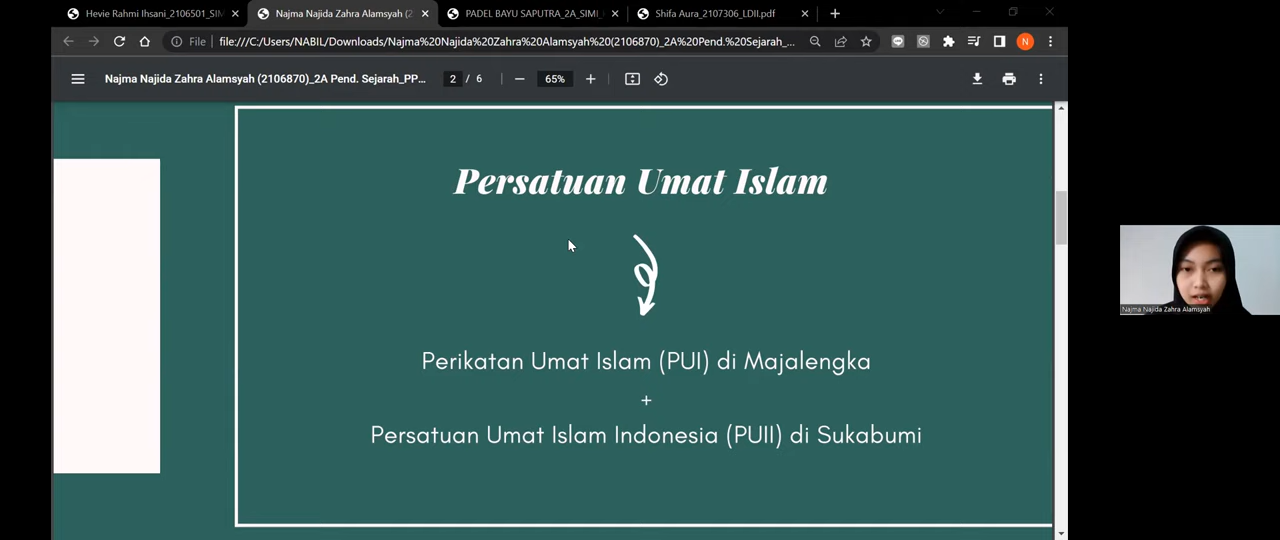 Hevie Rahmi Ihsani_2106501_SIM
Najma Najida Zahra Alamsyah (2
PADEL BAYU SAPUTRA_2A_SIMI_
Shifa Aura_2107306_LDII.pdf
File
file:///C:/Users/NABIL/Downloads/Najma%20Najida%20Zahra%20Alamsyah%20(2106870)_2A%20Pend.%20Sejarah_...
N
Najma Najida Zahra Alamsyah (2106870)_2A Pend. Sejarah_PP...
2 / 6
65%
Persatuan Umat Islam
Perikatan Umat Islam (PUI) di Majalengka
+
Persatuan Umat Islam Indonesia (PUII) di Sukabumi
Najma Najida Zahra Alamsyah